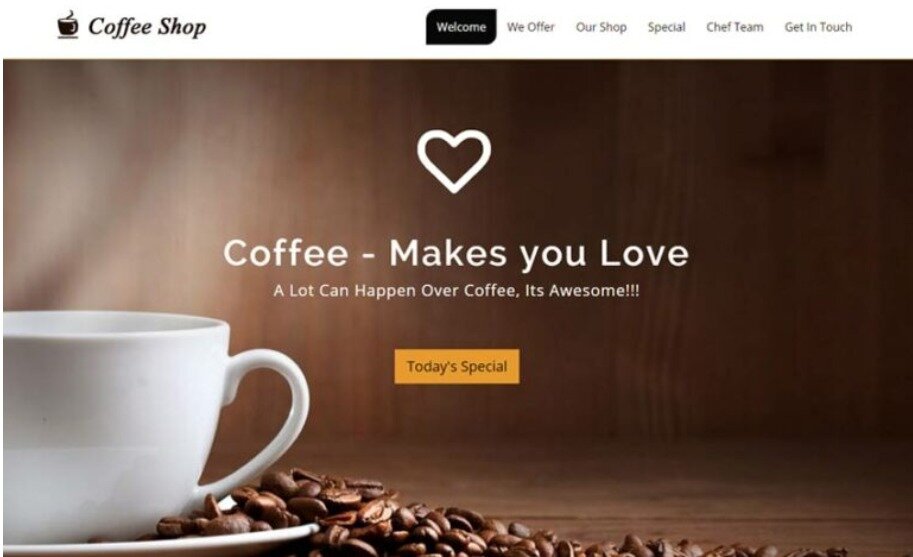 Coffee Shop
Welcome We Offer Our Shop Special Chef Team Get In Touch
Coffee - Makes you Love
A Lot Can Happen Over Coffee, Its Awesome!!!
Today's Special